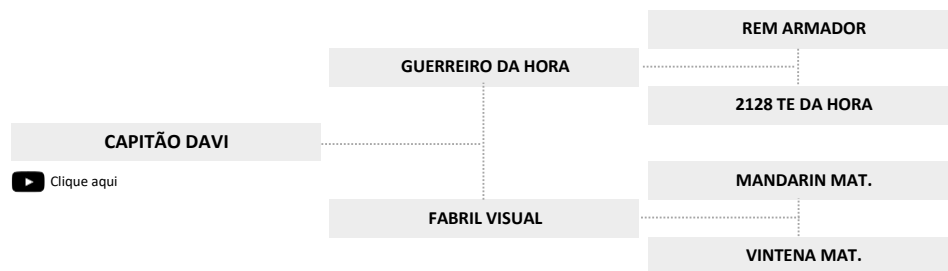 REM ARMADOR
GUERREIRO DA HORA
2128 TE DA HORA
CAPITÃO DAVI
Clique aqui
MANDARIN MAT.
FABRIL VISUAL
VINTENA MAT.